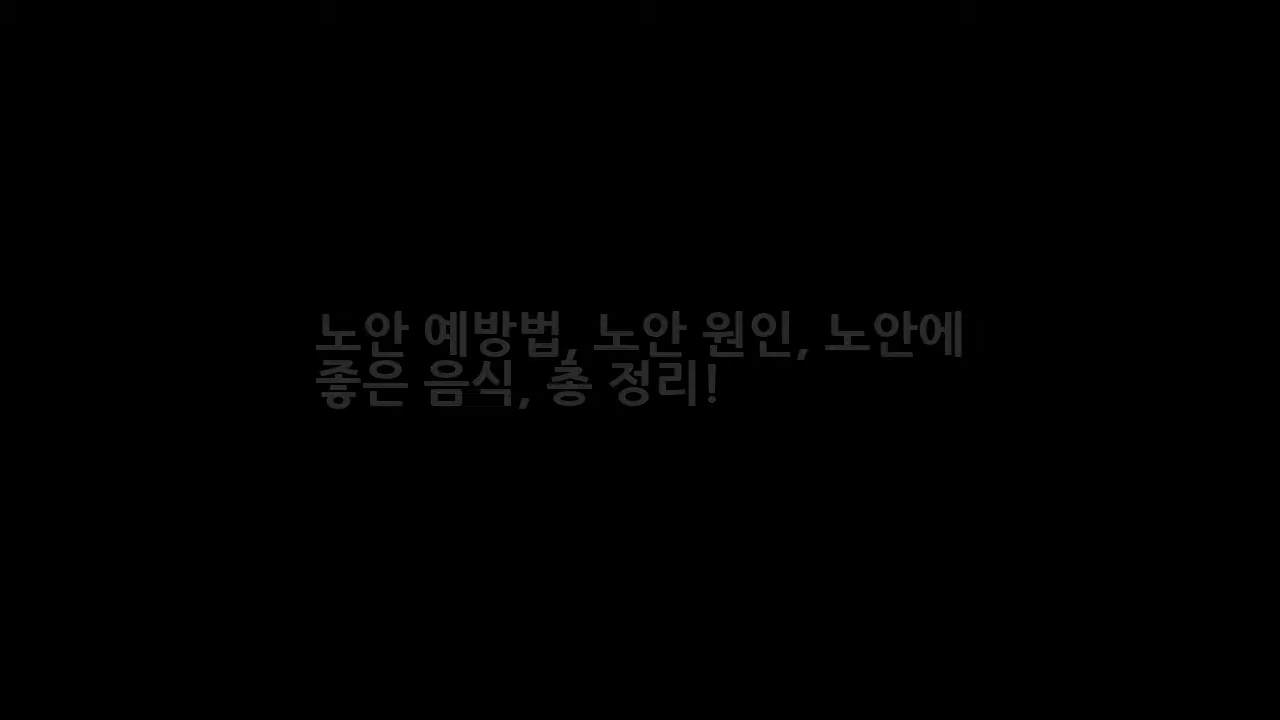 노안 예방법, 노안 원인, 노안에
좋은 음식, 총 정리!